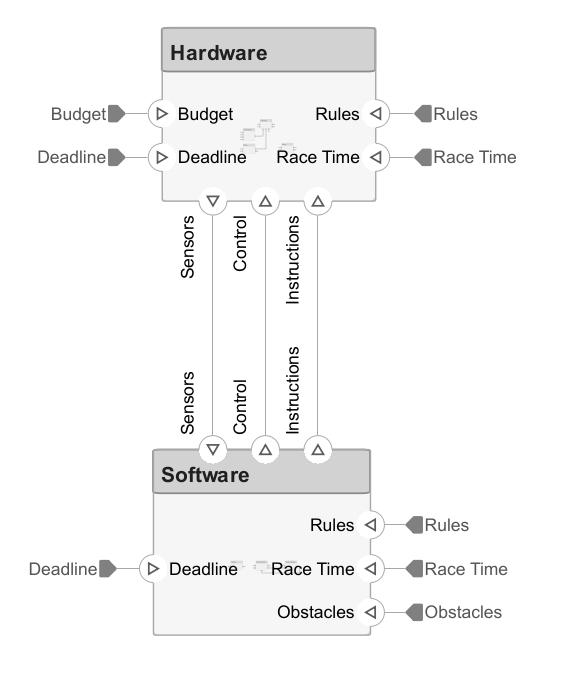 Hardware
Budget Budget Rules Rules
Deadline Deadline Race Time Race Time
Sensors Control Instructions
Sensors Control Instructions
Software
Rules Rules
Deadline Deadline Race Time Race Time
Obstacles Obstacles